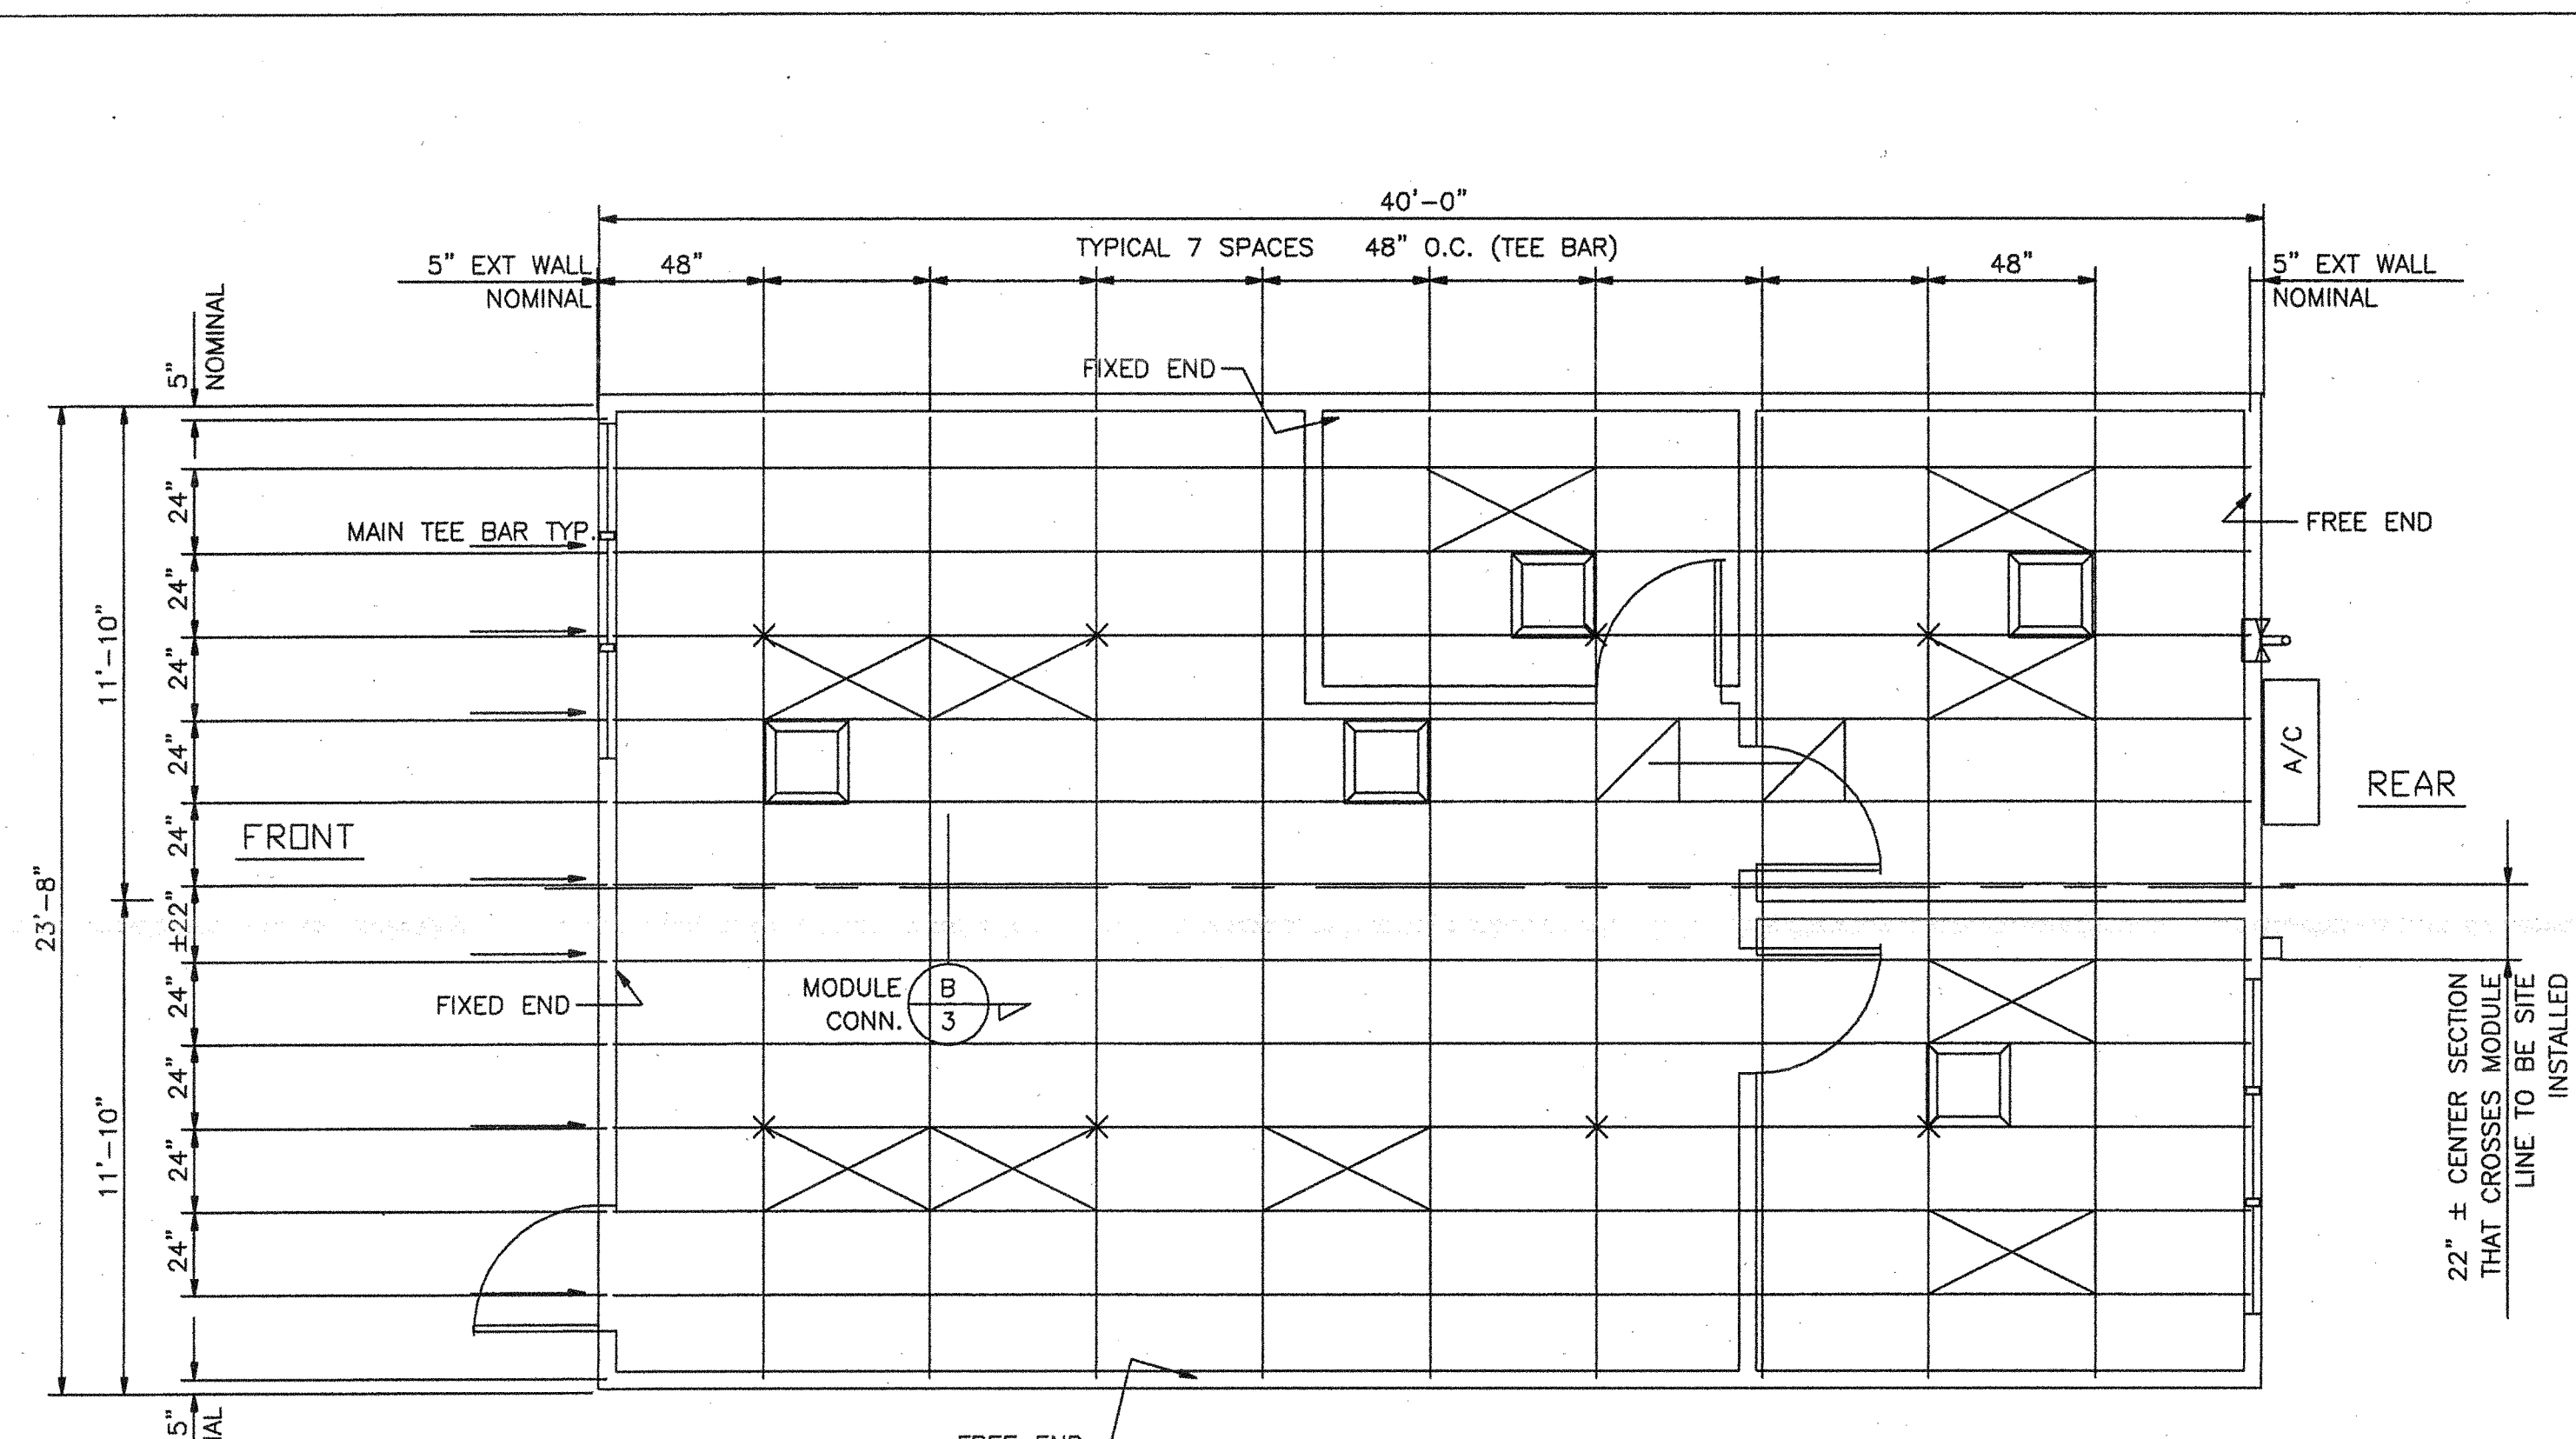 40'-0"
TYPICAL 7 SPACES 48" O.C. (TEE BAR)
5" EXT WALL
NOMINAL
48"
48"
5" EXT WALL
NOMINAL
5"
NOMINAL
FIXED END
24"
MAIN TEE BAR TYP.
FREE END
24"
11'-10"
24"
24"
A/C
REAR
24"
FRONT
23'-8"
±22"
24"
FIXED END
MODULE
CONN.
B
3
22" ± CENTER SECTION
THAT CROSSES MODULE
LINE TO BE SITE
INSTALLED
24"
11'-10"
24"
24"
5"